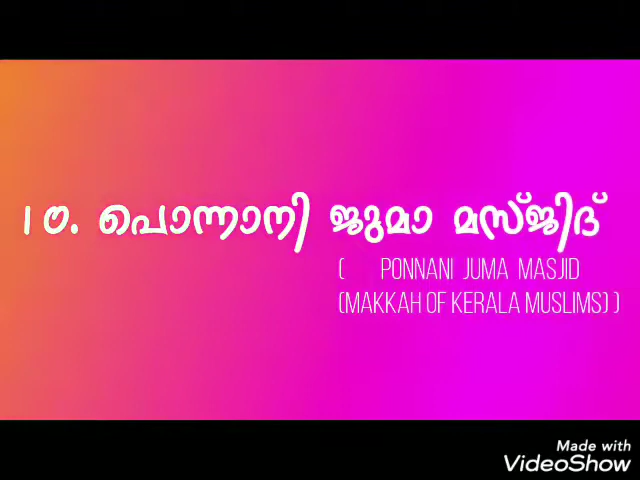 10. പൊന്നാനി ജുമാ മസ്ജിദ്
( PONNANI JUMA MASJID
(MAKKAH OF KERALA MUSLIMS) )
Made with
VideoShow